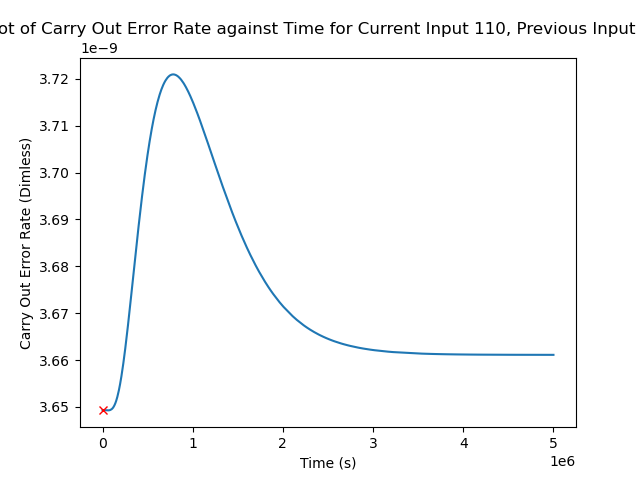 ot of Carry Out Error Rate against Time for Current Input 110, Previous Input
1e−9
3.72
3.71
3.70
3.69
3.68
3.67
3.66
3.65
Carry Out Error Rate (Dimless)
0 1 2 3 4 5
1e6
Time (s)